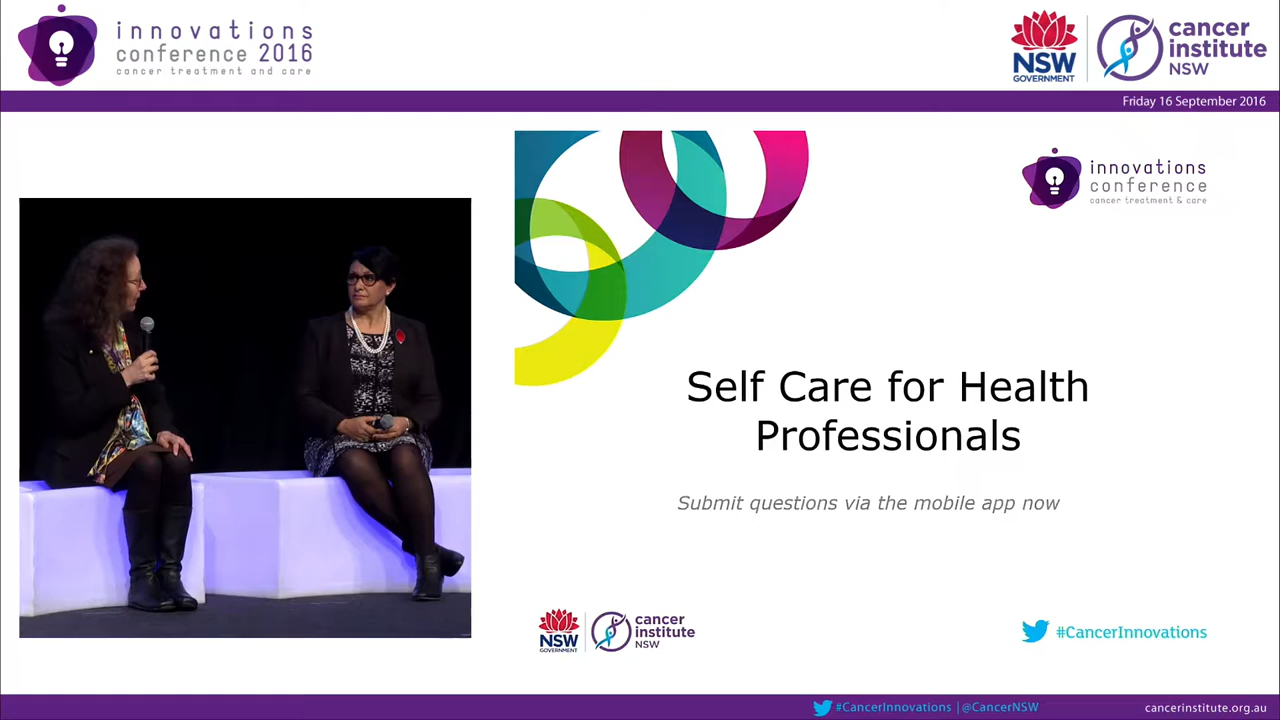 innovations
conference 2016
cancer treatment and care
NSW
GOVERNMENT
cancer
institute
NSW
Friday 16 September 2016
innovations
conference
cancer treatment & care
Self Care for Health
Professionals
Submit questions via the mobile app now
NSW
GOVERNMENT
cancer
institute
NSW
#CancerInnovations
#CancerInnovations | @CancerNSW
cancerinstitute.org.au